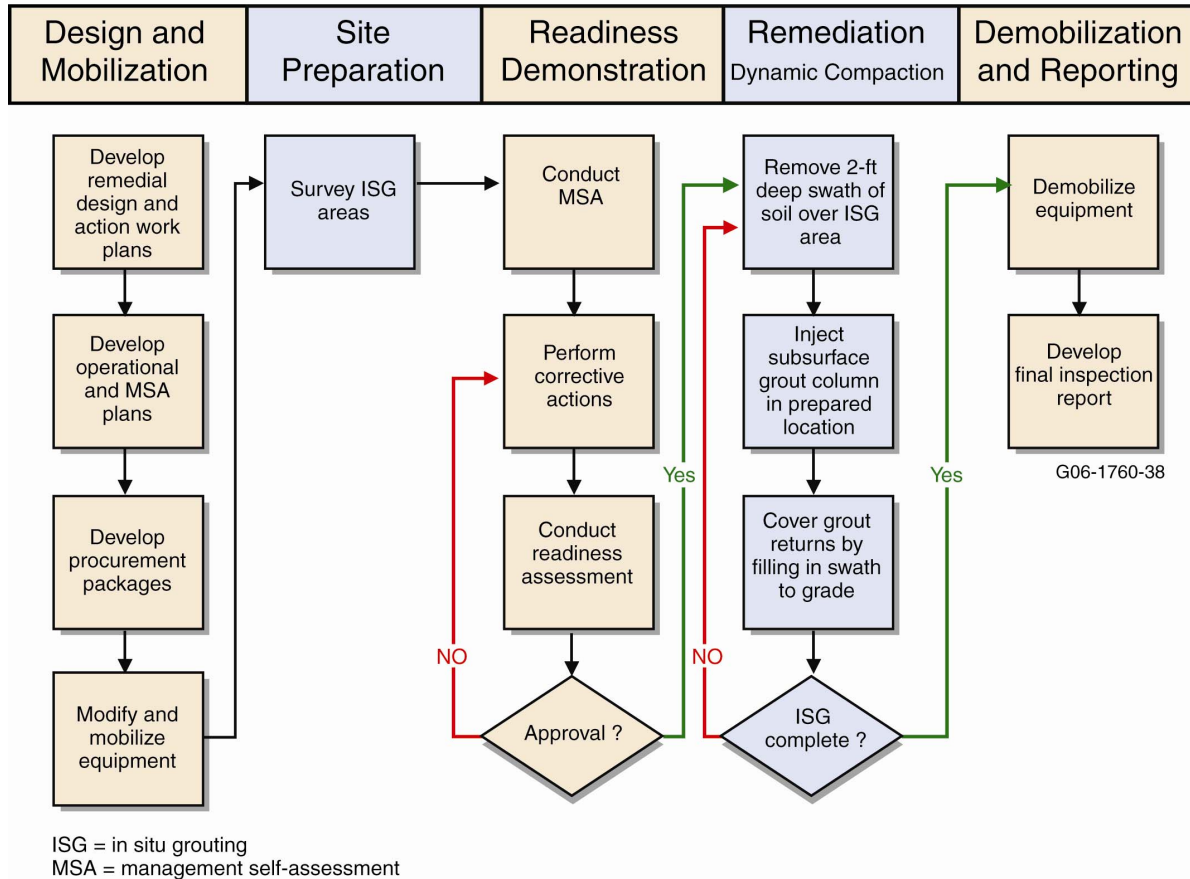 Design and
Mobilization
Site
Preparation
Readiness
Demonstration
Remediation
Dynamic Compaction
Demobilization
and Reporting
Develop
remedial
design and
action work
plans
Develop
operational
and MSA
plans
Develop
procurement
packages
Modify and
mobilize
equipment
Survey ISG
areas
Conduct
MSA
Perform
corrective
actions
Conduct
readiness
assessment
Approval ?
NO
Yes
Remove 2-ft
deep swath of
soil over ISG
area
Inject
subsurface
grout column
in prepared
location
Cover grout
returns by
filling in swath
to grade
ISG
complete ?
NO
Yes
Demobilize
equipment
Develop
final inspection
report
G06-1760-38
ISG = in situ grouting
MSA = management self-assessment